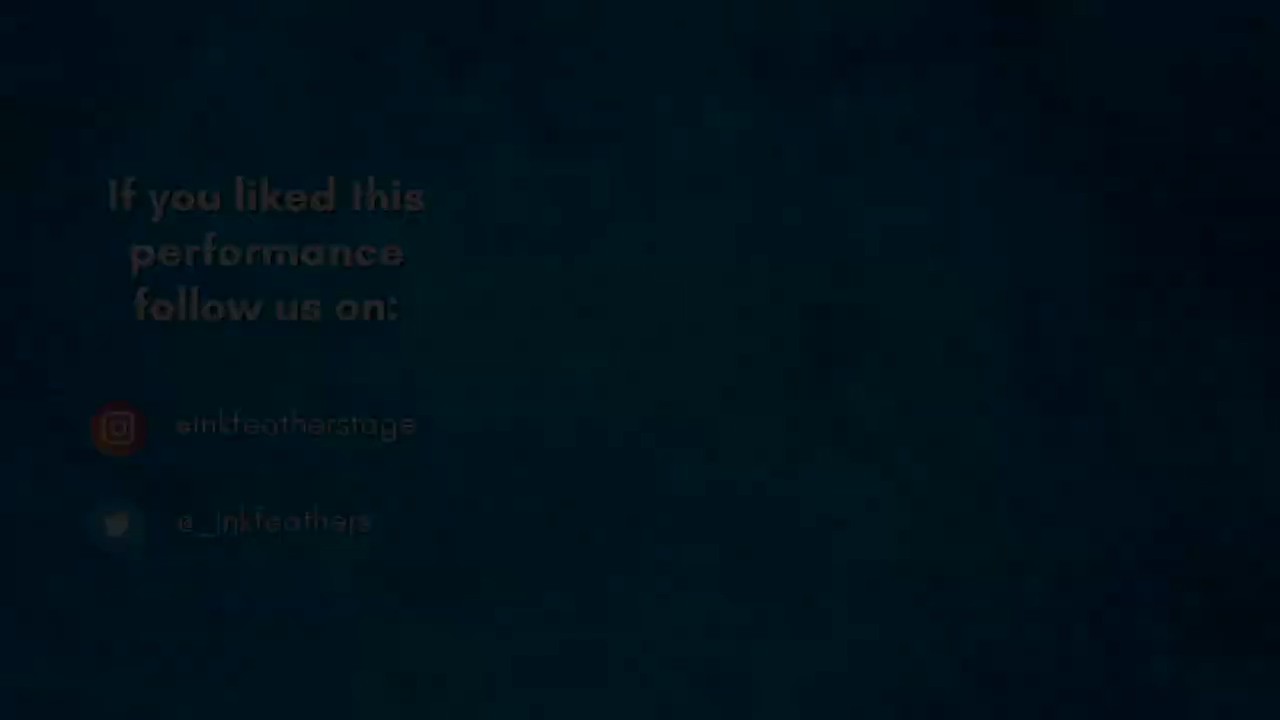 If you liked this
performance
follow us on:
@inkfeatherstage
@_inkfeathers